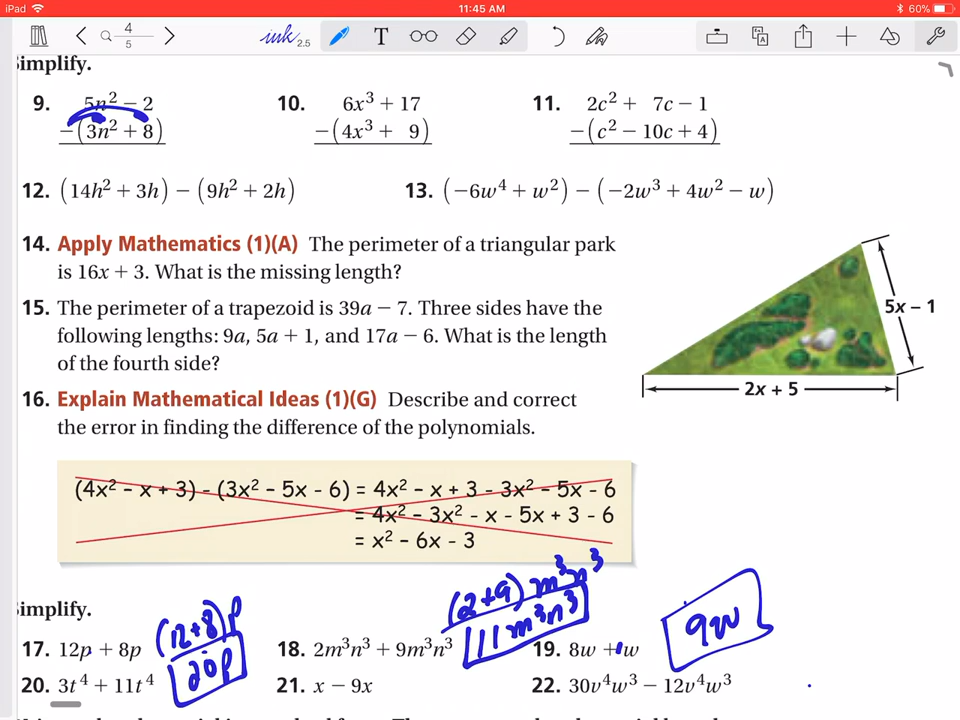 iPad 11:45 AM 60%
4
5
ink 2.5 T
Simplify.
9. 5n² − 2
−(3n² + 8)
10. 6x³ + 17
−(4x³ + 9)
11. 2c² + 7c − 1
−(c² − 10c + 4)
12. (14h² + 3h) − (9h² + 2h)
13. (−6w⁴ + w²) − (−2w³ + 4w² − w)
14. Apply Mathematics (1)(A) The perimeter of a triangular park
is 16x + 3. What is the missing length?
5x − 1
2x + 5
15. The perimeter of a trapezoid is 39a − 7. Three sides have the
following lengths: 9a, 5a + 1, and 17a − 6. What is the length
of the fourth side?
16. Explain Mathematical Ideas (1)(G) Describe and correct
the error in finding the difference of the polynomials.
(4x² - x + 3) - (3x² - 5x - 6) = 4x² - x + 3 - 3x² - 5x - 6
= 4x² - 3x² - x - 5x + 3 - 6
= x² - 6x - 3
Simplify.
17. 12p + 8p
(12+8)p
20p
18. 2m³n³ + 9m³n³
(2+9)m³n³
11m³n³
19. 8w + 1w
9w
20. 3t⁴ + 11t⁴
21. x − 9x
22. 30v⁴w³ − 12v⁴w³